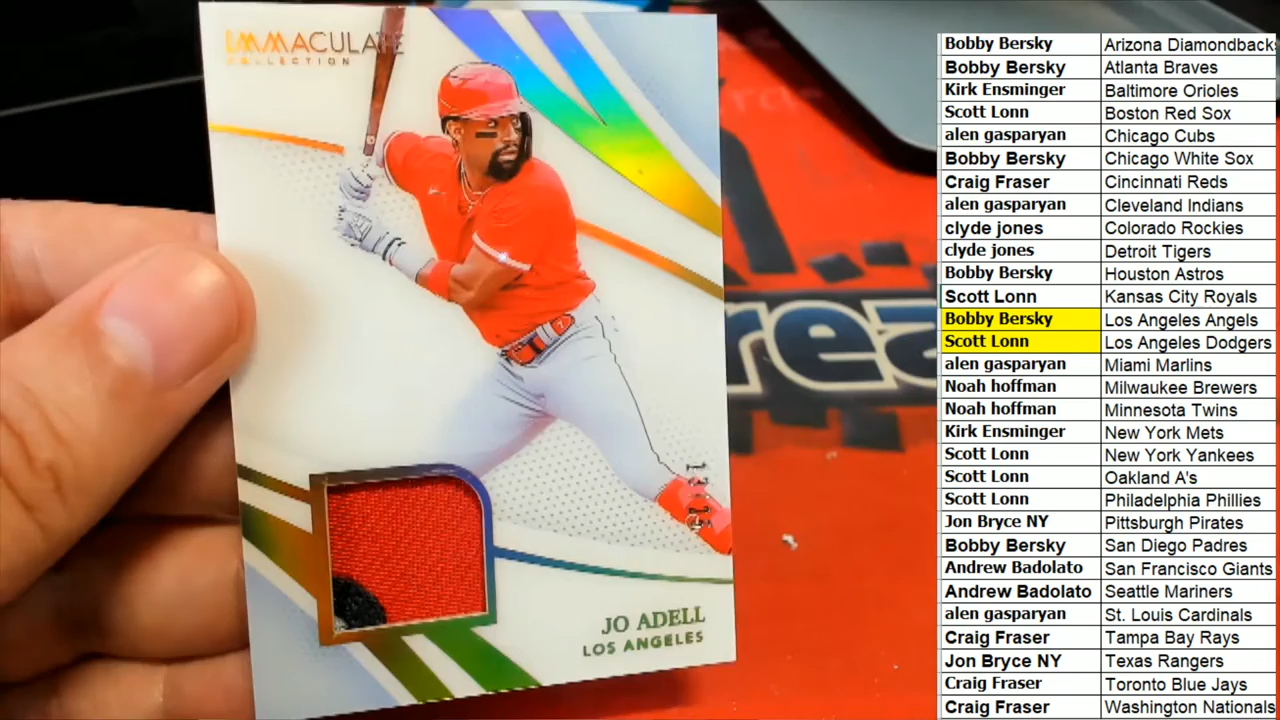 IMMACULATE
COLLECTION
JO ADELL
LOS ANGELES
Bobby Bersky Arizona Diamondbacks
Bobby Bersky Atlanta Braves
Kirk Ensminger Baltimore Orioles
Scott Lonn Boston Red Sox
alen gasparyan Chicago Cubs
Bobby Bersky Chicago White Sox
Craig Fraser Cincinnati Reds
alen gasparyan Cleveland Indians
clyde jones Colorado Rockies
clyde jones Detroit Tigers
Bobby Bersky Houston Astros
Scott Lonn Kansas City Royals
Bobby Bersky Los Angeles Angels
Scott Lonn Los Angeles Dodgers
alen gasparyan Miami Marlins
Noah hoffman Milwaukee Brewers
Noah hoffman Minnesota Twins
Kirk Ensminger New York Mets
Scott Lonn New York Yankees
Scott Lonn Oakland A's
Scott Lonn Philadelphia Phillies
Jon Bryce NY Pittsburgh Pirates
Bobby Bersky San Diego Padres
Andrew Badolato San Francisco Giants
Andrew Badolato Seattle Mariners
alen gasparyan St. Louis Cardinals
Craig Fraser Tampa Bay Rays
Jon Bryce NY Texas Rangers
Craig Fraser Toronto Blue Jays
Craig Fraser Washington Nationals